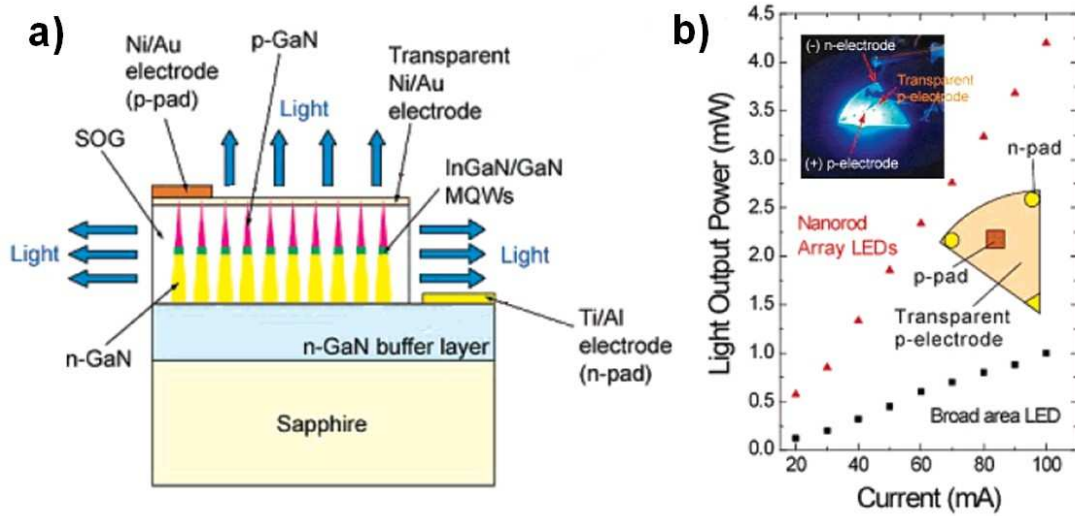 a)
Ni/Au
electrode
(p-pad)
p-GaN
Transparent
Ni/Au
electrode
Light
SOG
InGaN/GaN
MQWs
Light
Light
n-GaN
n-GaN buffer layer
Ti/Al
electrode
(n-pad)
Sapphire
b)
4.5
4.0
3.5
3.0
2.5
2.0
1.5
1.0
0.5
0.0
Light Output Power (mW)
(-) n-electrode
Transparent
p-electrode
(+) p-electrode
n-pad
Nanorod
Array LEDs
p-pad
Transparent
p-electrode
Broad area LED
20 40 60 80 100
Current (mA)